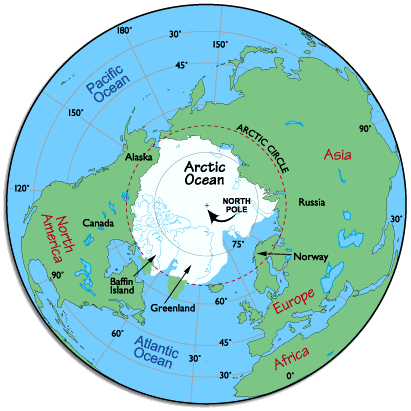 180°
30°
150°
45°
Pacific
Ocean
150°
ARCTIC CIRCLE
90°
Alaska
Arctic
Ocean
Asia
120°
NORTH
POLE
Russia
North
America
Canada
30°
75°
Norway
90°
Baffin
Island
Greenland
60°
Europe
60°
Atlantic
Ocean
45°
Africa
30°
30°
0°